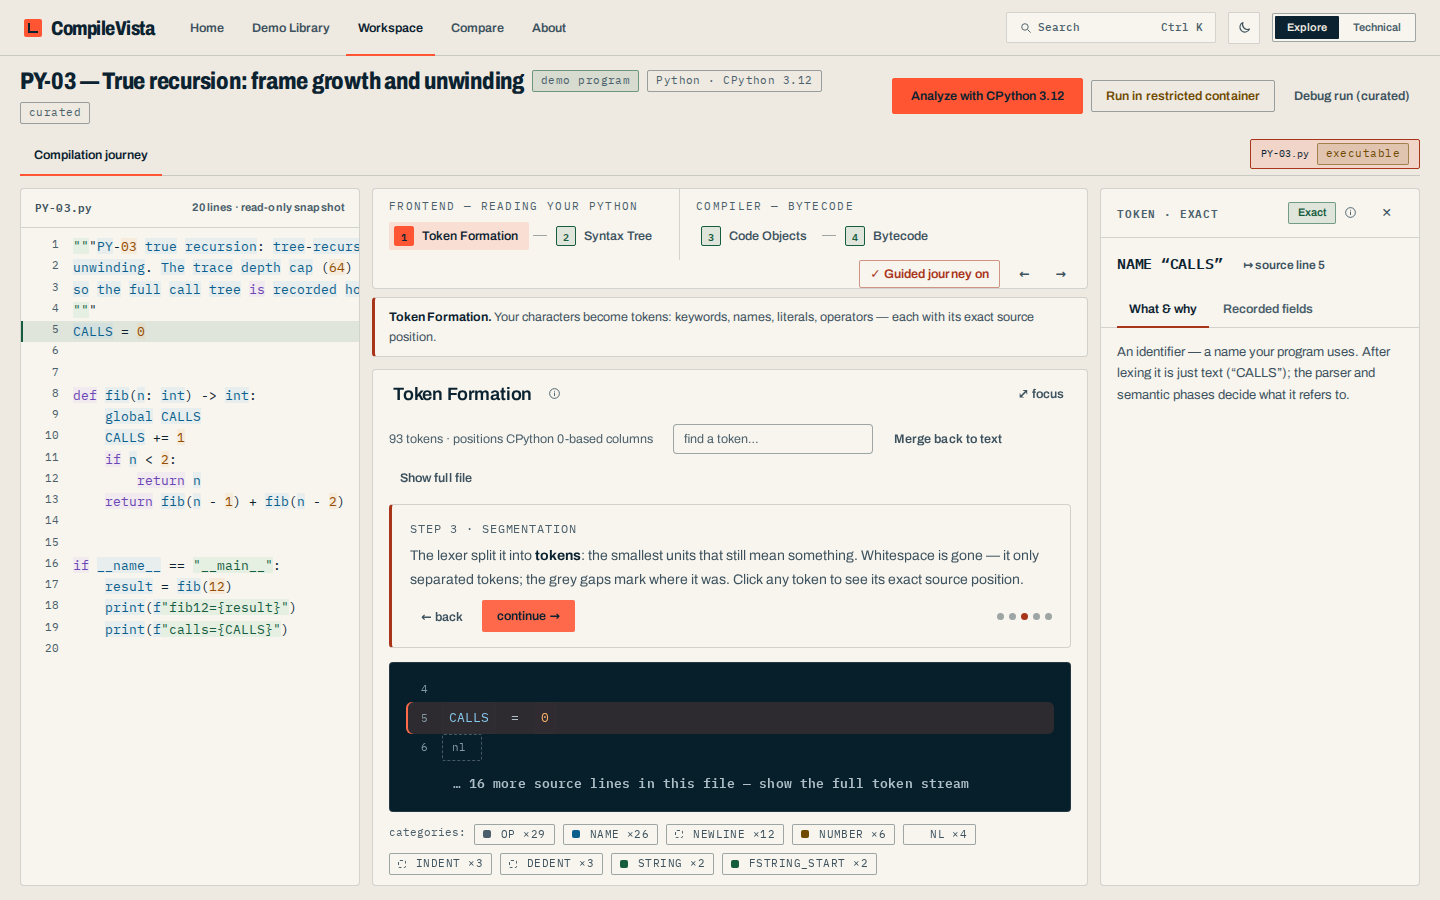 CompileVista
Home
Demo Library
Workspace
Compare
About
Search Ctrl K
Explore
Technical
PY-03 — True recursion: frame growth and unwinding
demo program
Python · CPython 3.12
curated
Analyze with CPython 3.12
Run in restricted container
Debug run (curated)
Compilation journey
PY-03.py executable
PY-03.py
20 lines · read-only snapshot
1 """PY-03 true recursion: tree-recurs
2 unwinding. The trace depth cap (64)
3 so the full call tree is recorded ho
4 """
5 CALLS = 0
6
7
8 def fib(n: int) -> int:
9 global CALLS
10 CALLS += 1
11 if n < 2:
12 return n
13 return fib(n - 1) + fib(n - 2)
14
15
16 if __name__ == "__main__":
17 result = fib(12)
18 print(f"fib12={result}")
19 print(f"calls={CALLS}")
20
FRONTEND — READING YOUR PYTHON
1 Token Formation
2 Syntax Tree
COMPILER — BYTECODE
3 Code Objects
4 Bytecode
✓ Guided journey on
← →
Token Formation. Your characters become tokens: keywords, names, literals, operators — each with its exact source
position.
Token Formation
⤢ focus
93 tokens · positions CPython 0-based columns
find a token…
Merge back to text
Show full file
STEP 3 · SEGMENTATION
The lexer split it into tokens: the smallest units that still mean something. Whitespace is gone — it only
separated tokens; the grey gaps mark where it was. Click any token to see its exact source position.
← back
continue →
4
5 CALLS = 0
6 nl
… 16 more source lines in this file — show the full token stream
categories:
OP ×29
NAME ×26
NEWLINE ×12
NUMBER ×6
NL ×4
INDENT ×3
DEDENT ×3
STRING ×2
FSTRING_START ×2
TOKEN · EXACT
Exact
✕
NAME “CALLS”
↦ source line 5
What & why
Recorded fields
An identifier — a name your program uses. After
lexing it is just text (“CALLS”); the parser and
semantic phases decide what it refers to.